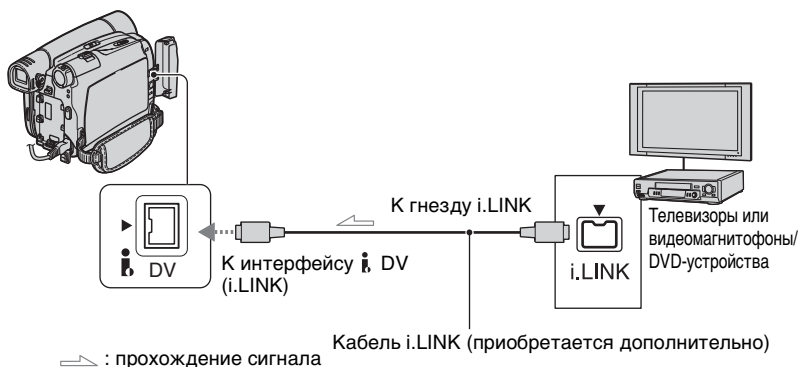 К гнезду i.LINK
DV
К интерфейсу i DV
(i.LINK)
i.LINK
Телевизоры или
видеомагнитофоны/
DVD-устройства
Кабель i.LINK (приобретается дополнительно)
: прохождение сигнала